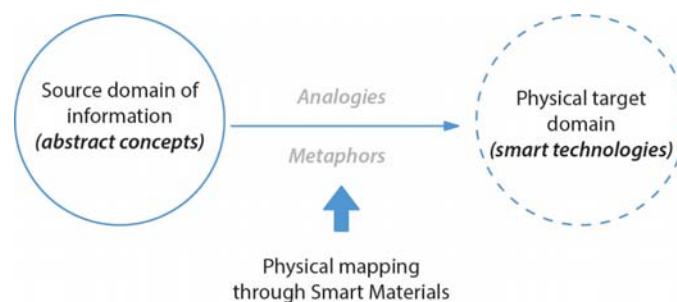 Source domain of
information
(abstract concepts)
Analogies
Metaphors
Physical target
domain
(smart technologies)
Physical mapping
through Smart Materials